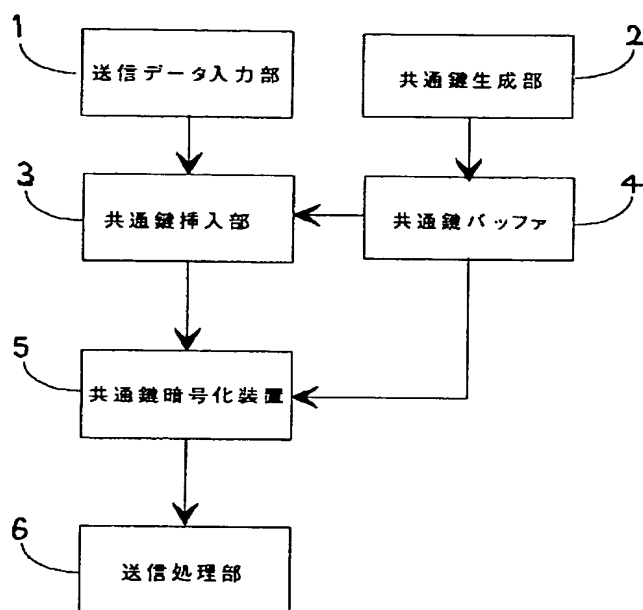 1
送信データ入力部
2
共通鍵生成部
3
共通鍵挿入部
4
共通鍵バッファ
5
共通鍵暗号化装置
6
送信処理部